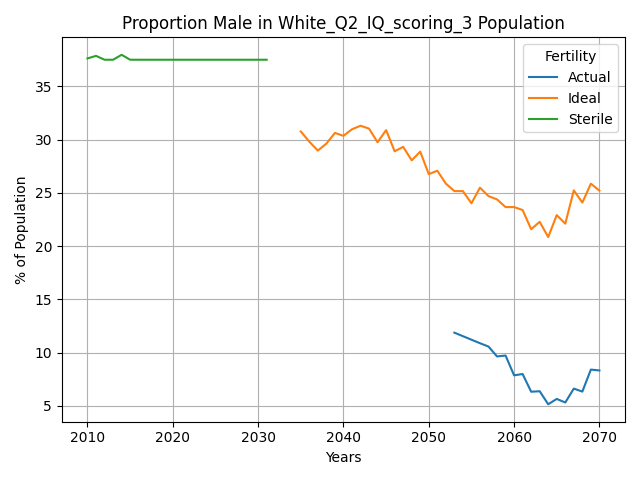 Proportion Male in White_Q2_IQ_scoring_3 Population
Fertility
Actual
Ideal
Sterile
% of Population
35
30
25
20
15
10
5
2010 2020 2030 2040 2050 2060 2070
Years